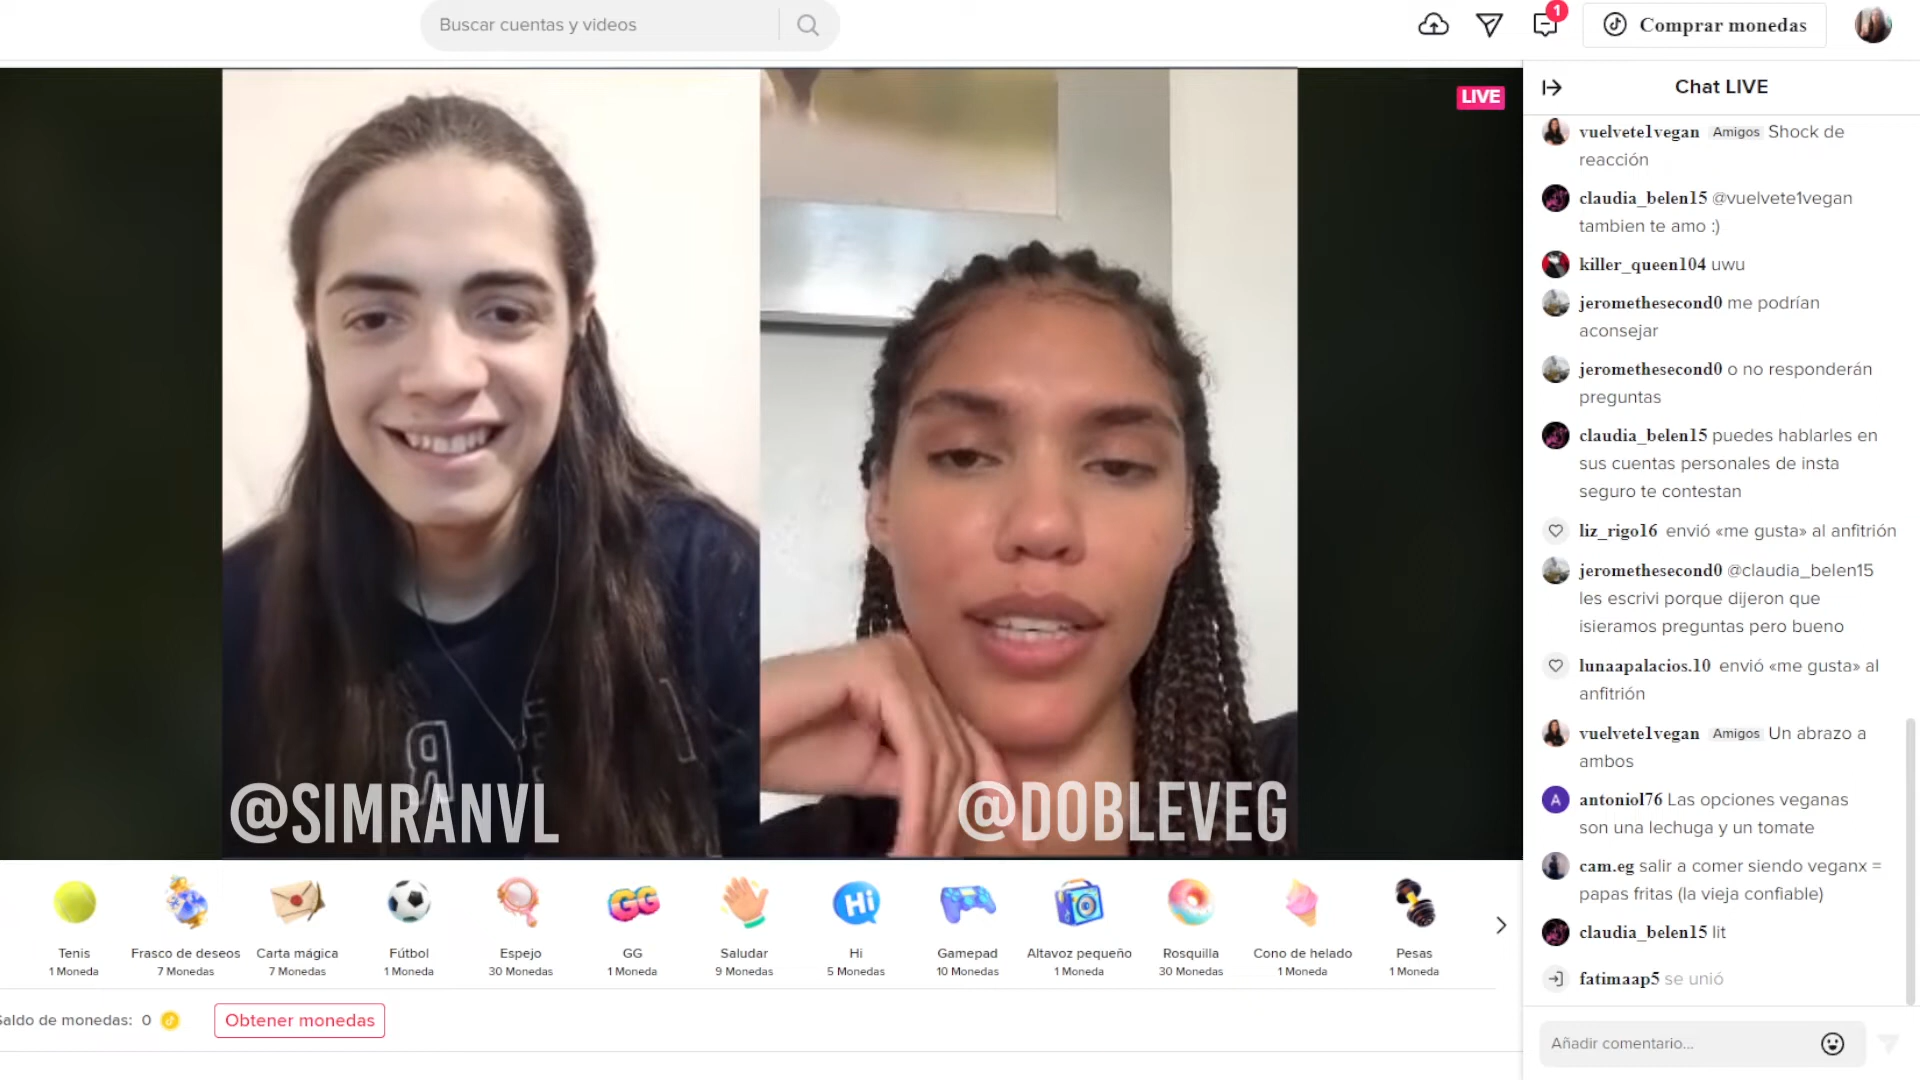 Buscar cuentas y videos
1
Comprar monedas
LIVE
@SIMRANVL
@DOBLEVEG
Chat LIVE
vuelvete1vegan Amigos Shock de
reacción
claudia_belen15 @vuelvete1vegan
tambien te amo :)
killer_queen104 uwu
jeromethesecond0 me podrían
aconsejar
jeromethesecond0 o no responderán
preguntas
claudia_belen15 puedes hablarles en
sus cuentas personales de insta
seguro te contestan
liz_rigo16 envió «me gusta» al anfitrión
jeromethesecond0 @claudia_belen15
les escrivi porque dijeron que
isieramos preguntas pero bueno
lunaapalacios.10 envió «me gusta» al
anfitrión
vuelvete1vegan Amigos Un abrazo a
ambos
A antoniol76 Las opciones veganas
son una lechuga y un tomate
cam.eg salir a comer siendo veganx =
papas fritas (la vieja confiable)
claudia_belen15 lit
fatimaap5 se unió
Añadir comentario...
GG
Hi
Tenis Frasco de deseos Carta mágica Fútbol Espejo GG Saludar Hi Gamepad Altavoz pequeño Rosquilla Cono de helado Pesas
1 Moneda 7 Monedas 7 Monedas 1 Moneda 30 Monedas 1 Moneda 9 Monedas 5 Monedas 10 Monedas 1 Moneda 30 Monedas 1 Moneda 1 Moneda
Saldo de monedas: 0 Obtener monedas